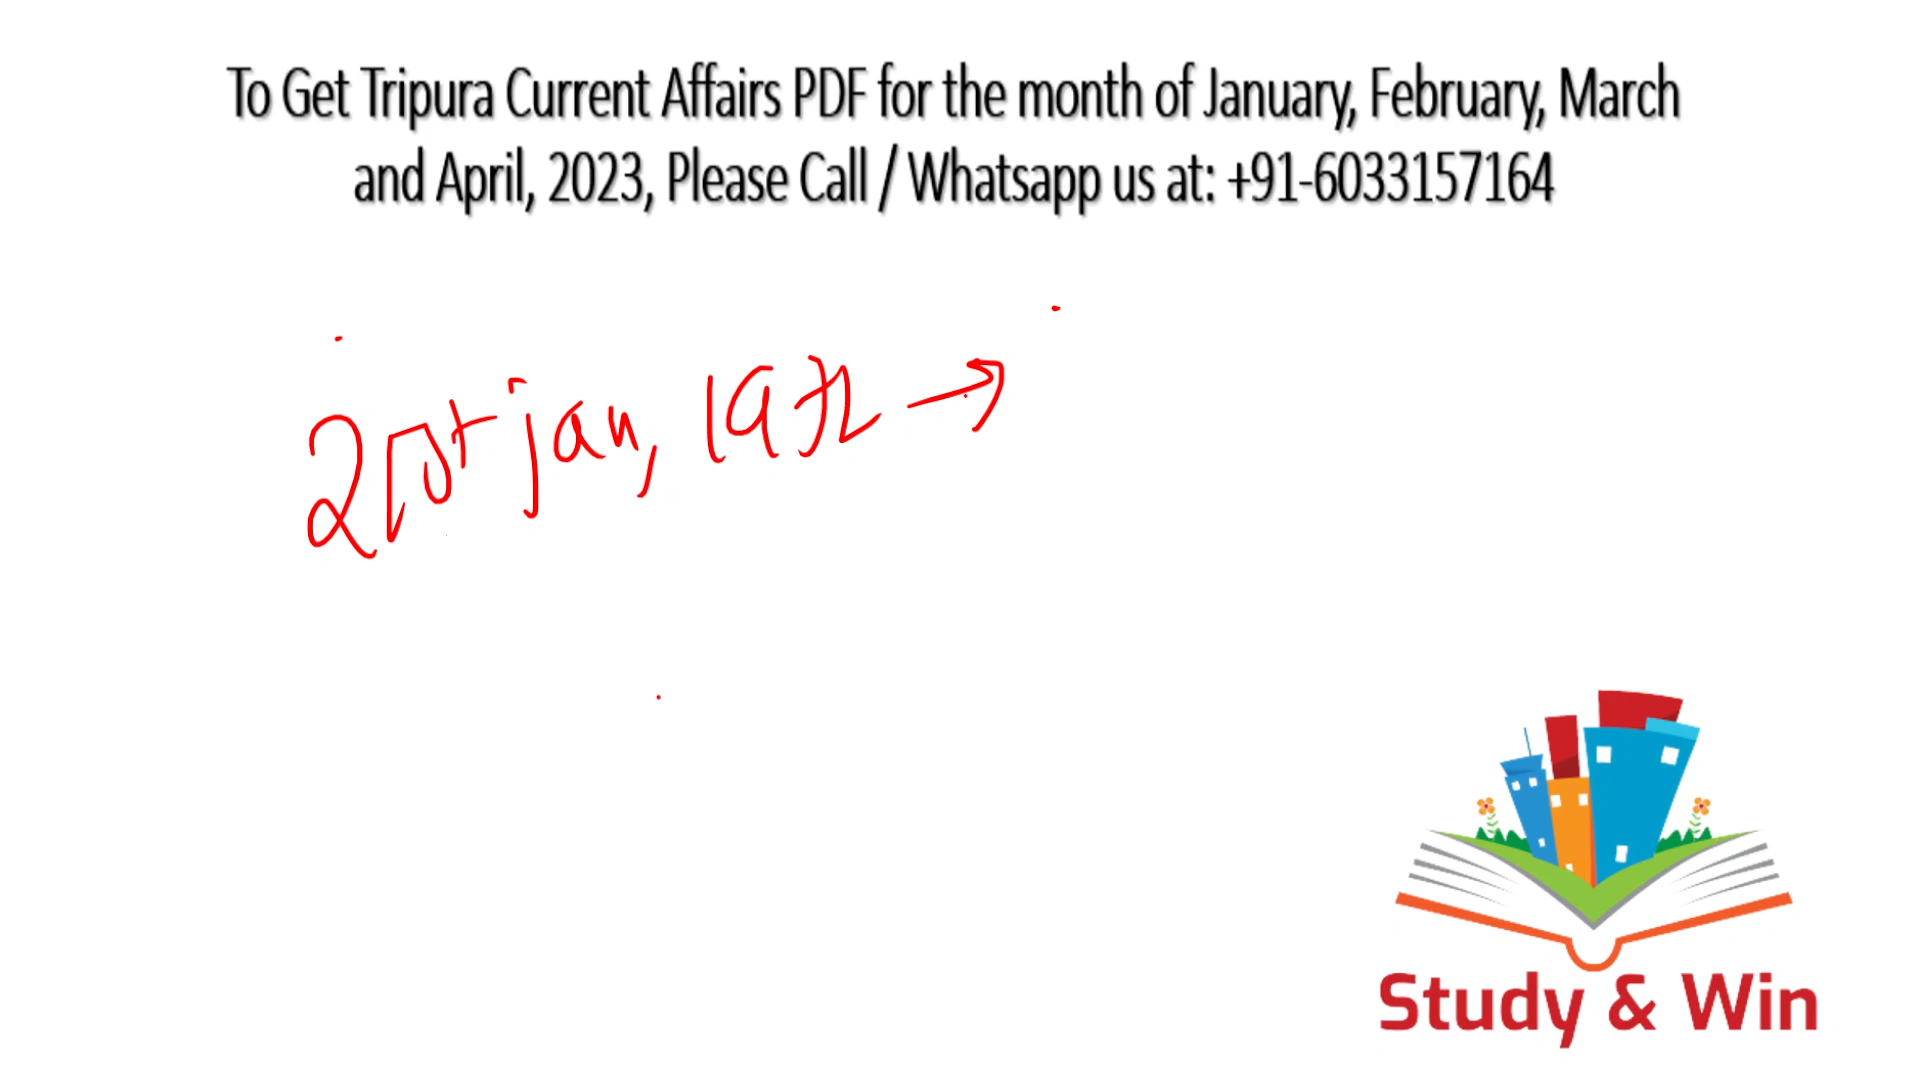 To Get Tripura Current Affairs PDF for the month of January, February, March
and April, 2023, Please Call / Whatsapp us at: +91-6033157164
21st jan, 1972 →
Study & Win